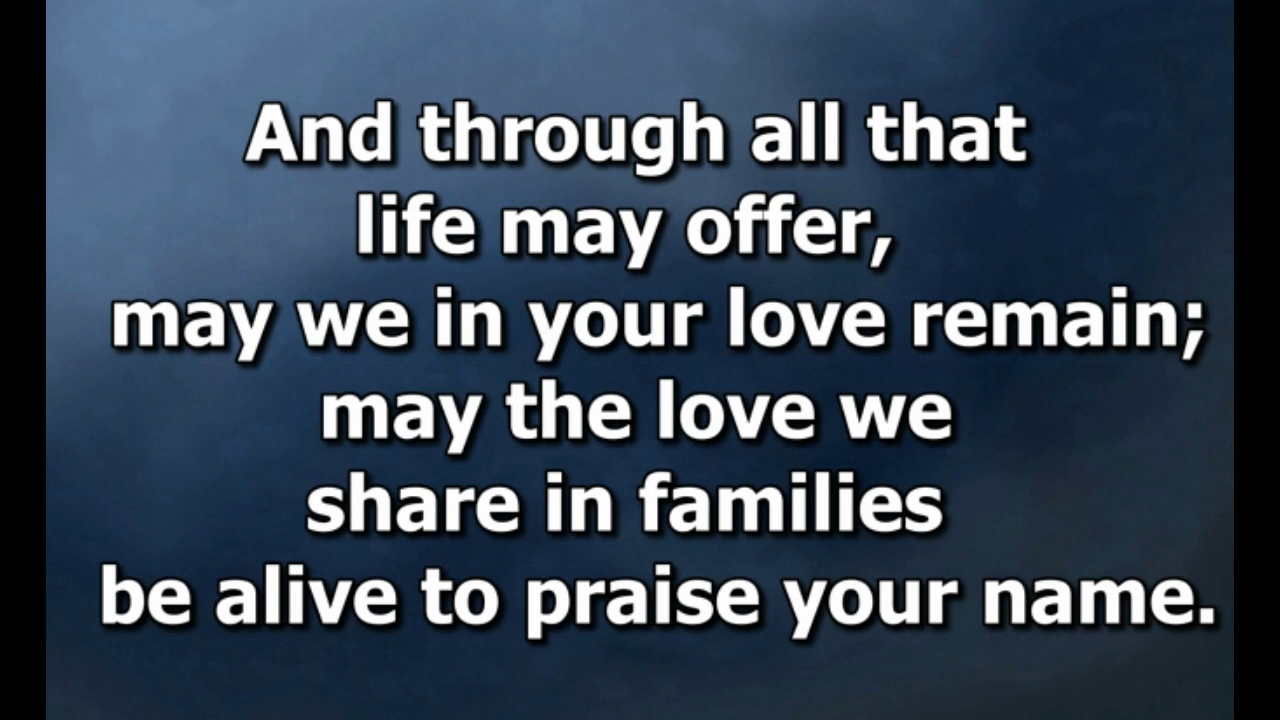 And through all that
life may offer,
may we in your love remain;
may the love we
share in families
be alive to praise your name.